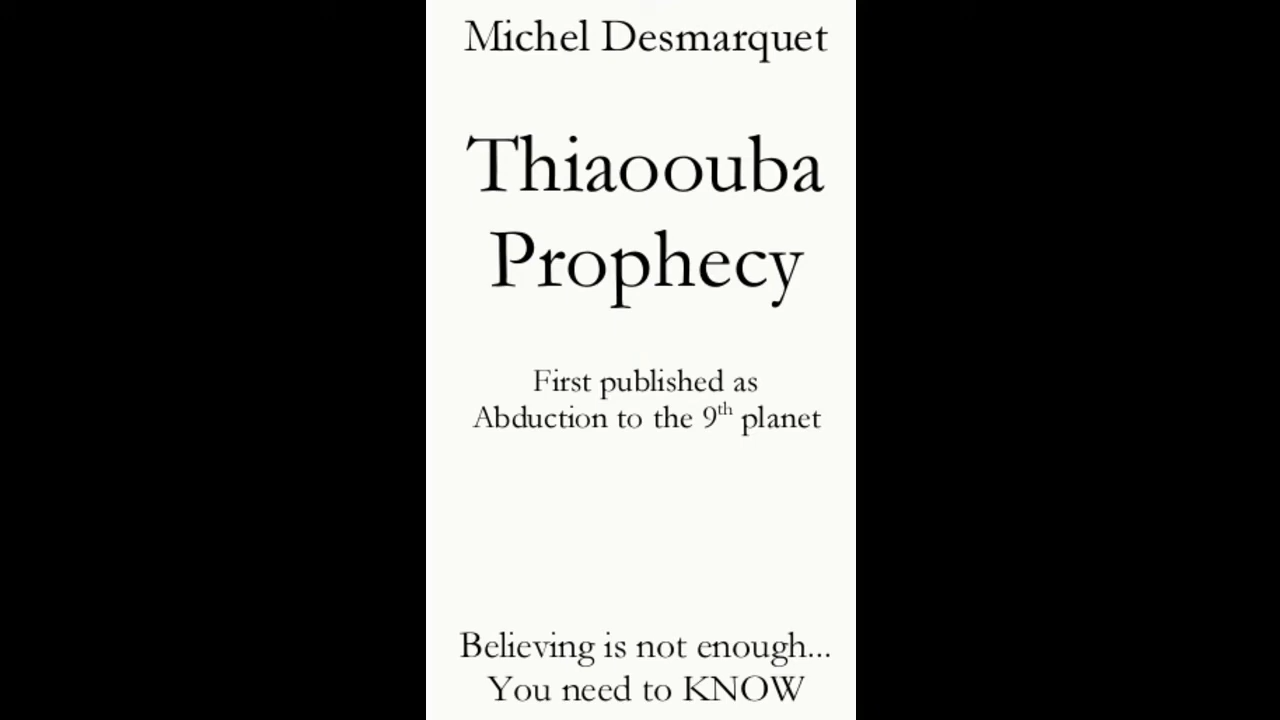 Michel Desmarquet
Thiaoouba
Prophecy
First published as
Abduction to the 9th planet
Believing is not enough...
You need to KNOW